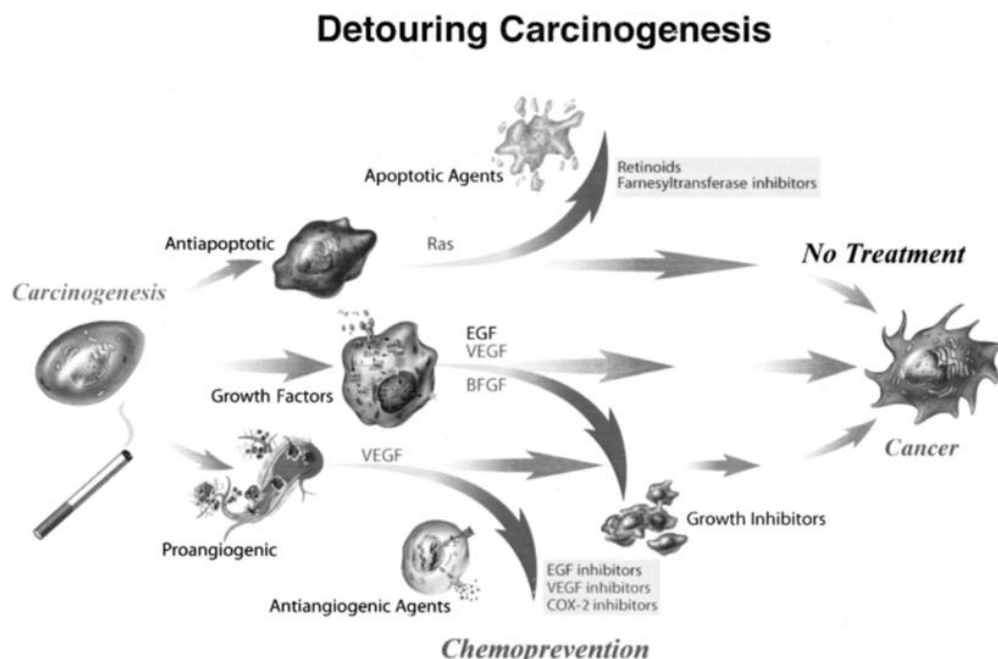 Detouring Carcinogenesis
Apoptotic Agents
Retinoids
Farnesyltransferase inhibitors
Antiapoptotic
Ras
No Treatment
Carcinogenesis
EGF
VEGF
BFGF
Growth Factors
Cancer
VEGF
Proangiogenic
Growth Inhibitors
Antiangiogenic Agents
EGF inhibitors
VEGF inhibitors
COX-2 inhibitors
Chemoprevention